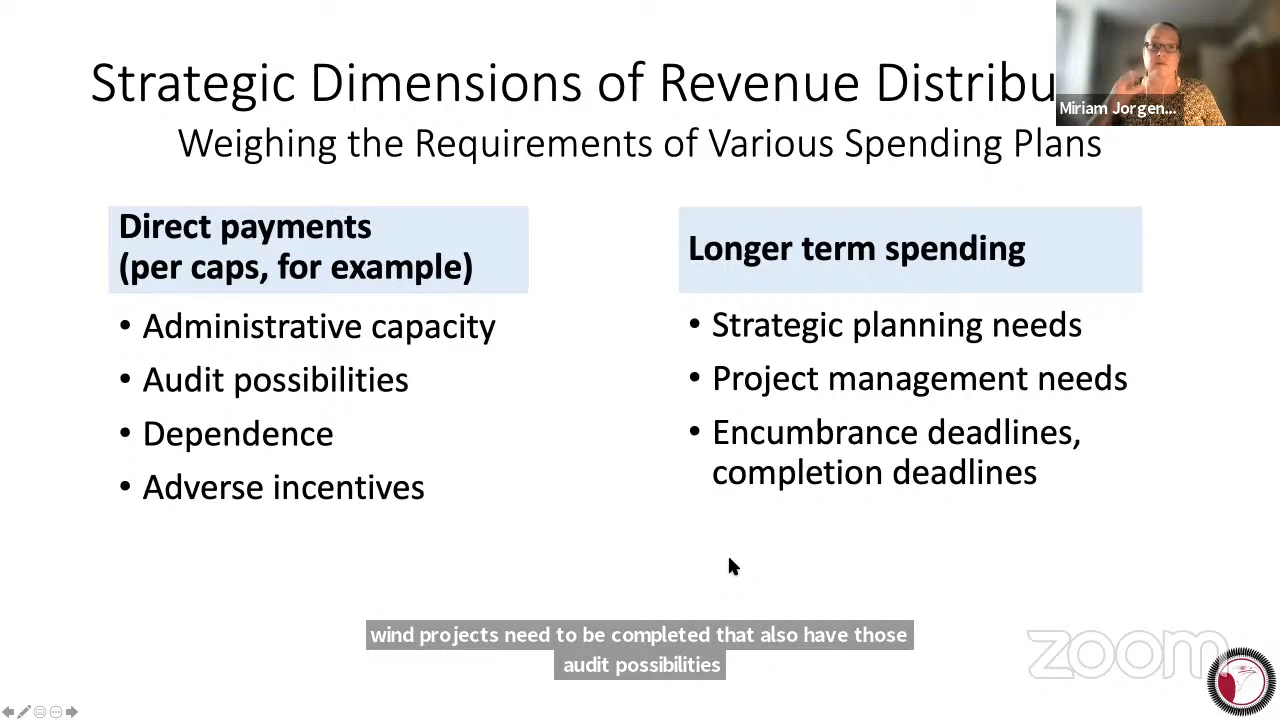 Strategic Dimensions of Revenue Distribu
Weighing the Requirements of Various Spending Plans
Miriam Jorgen...
Direct payments
(per caps, for example)
• Administrative capacity
• Audit possibilities
• Dependence
• Adverse incentives
Longer term spending
• Strategic planning needs
• Project management needs
• Encumbrance deadlines,
completion deadlines
wind projects need to be completed that also have those
audit possibilities
zoom